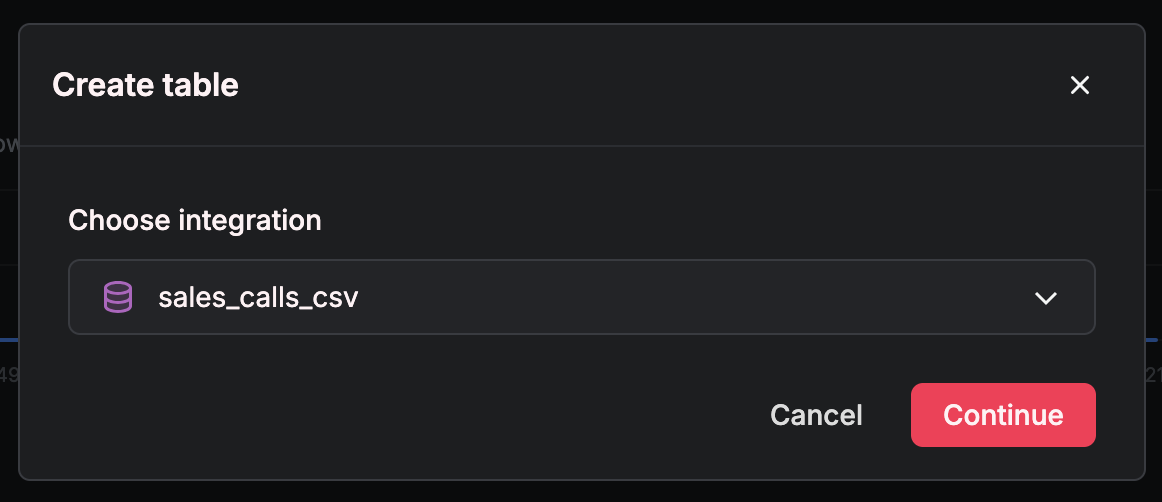 Create table
Choose integration
sales_calls_csv
Cancel
Continue